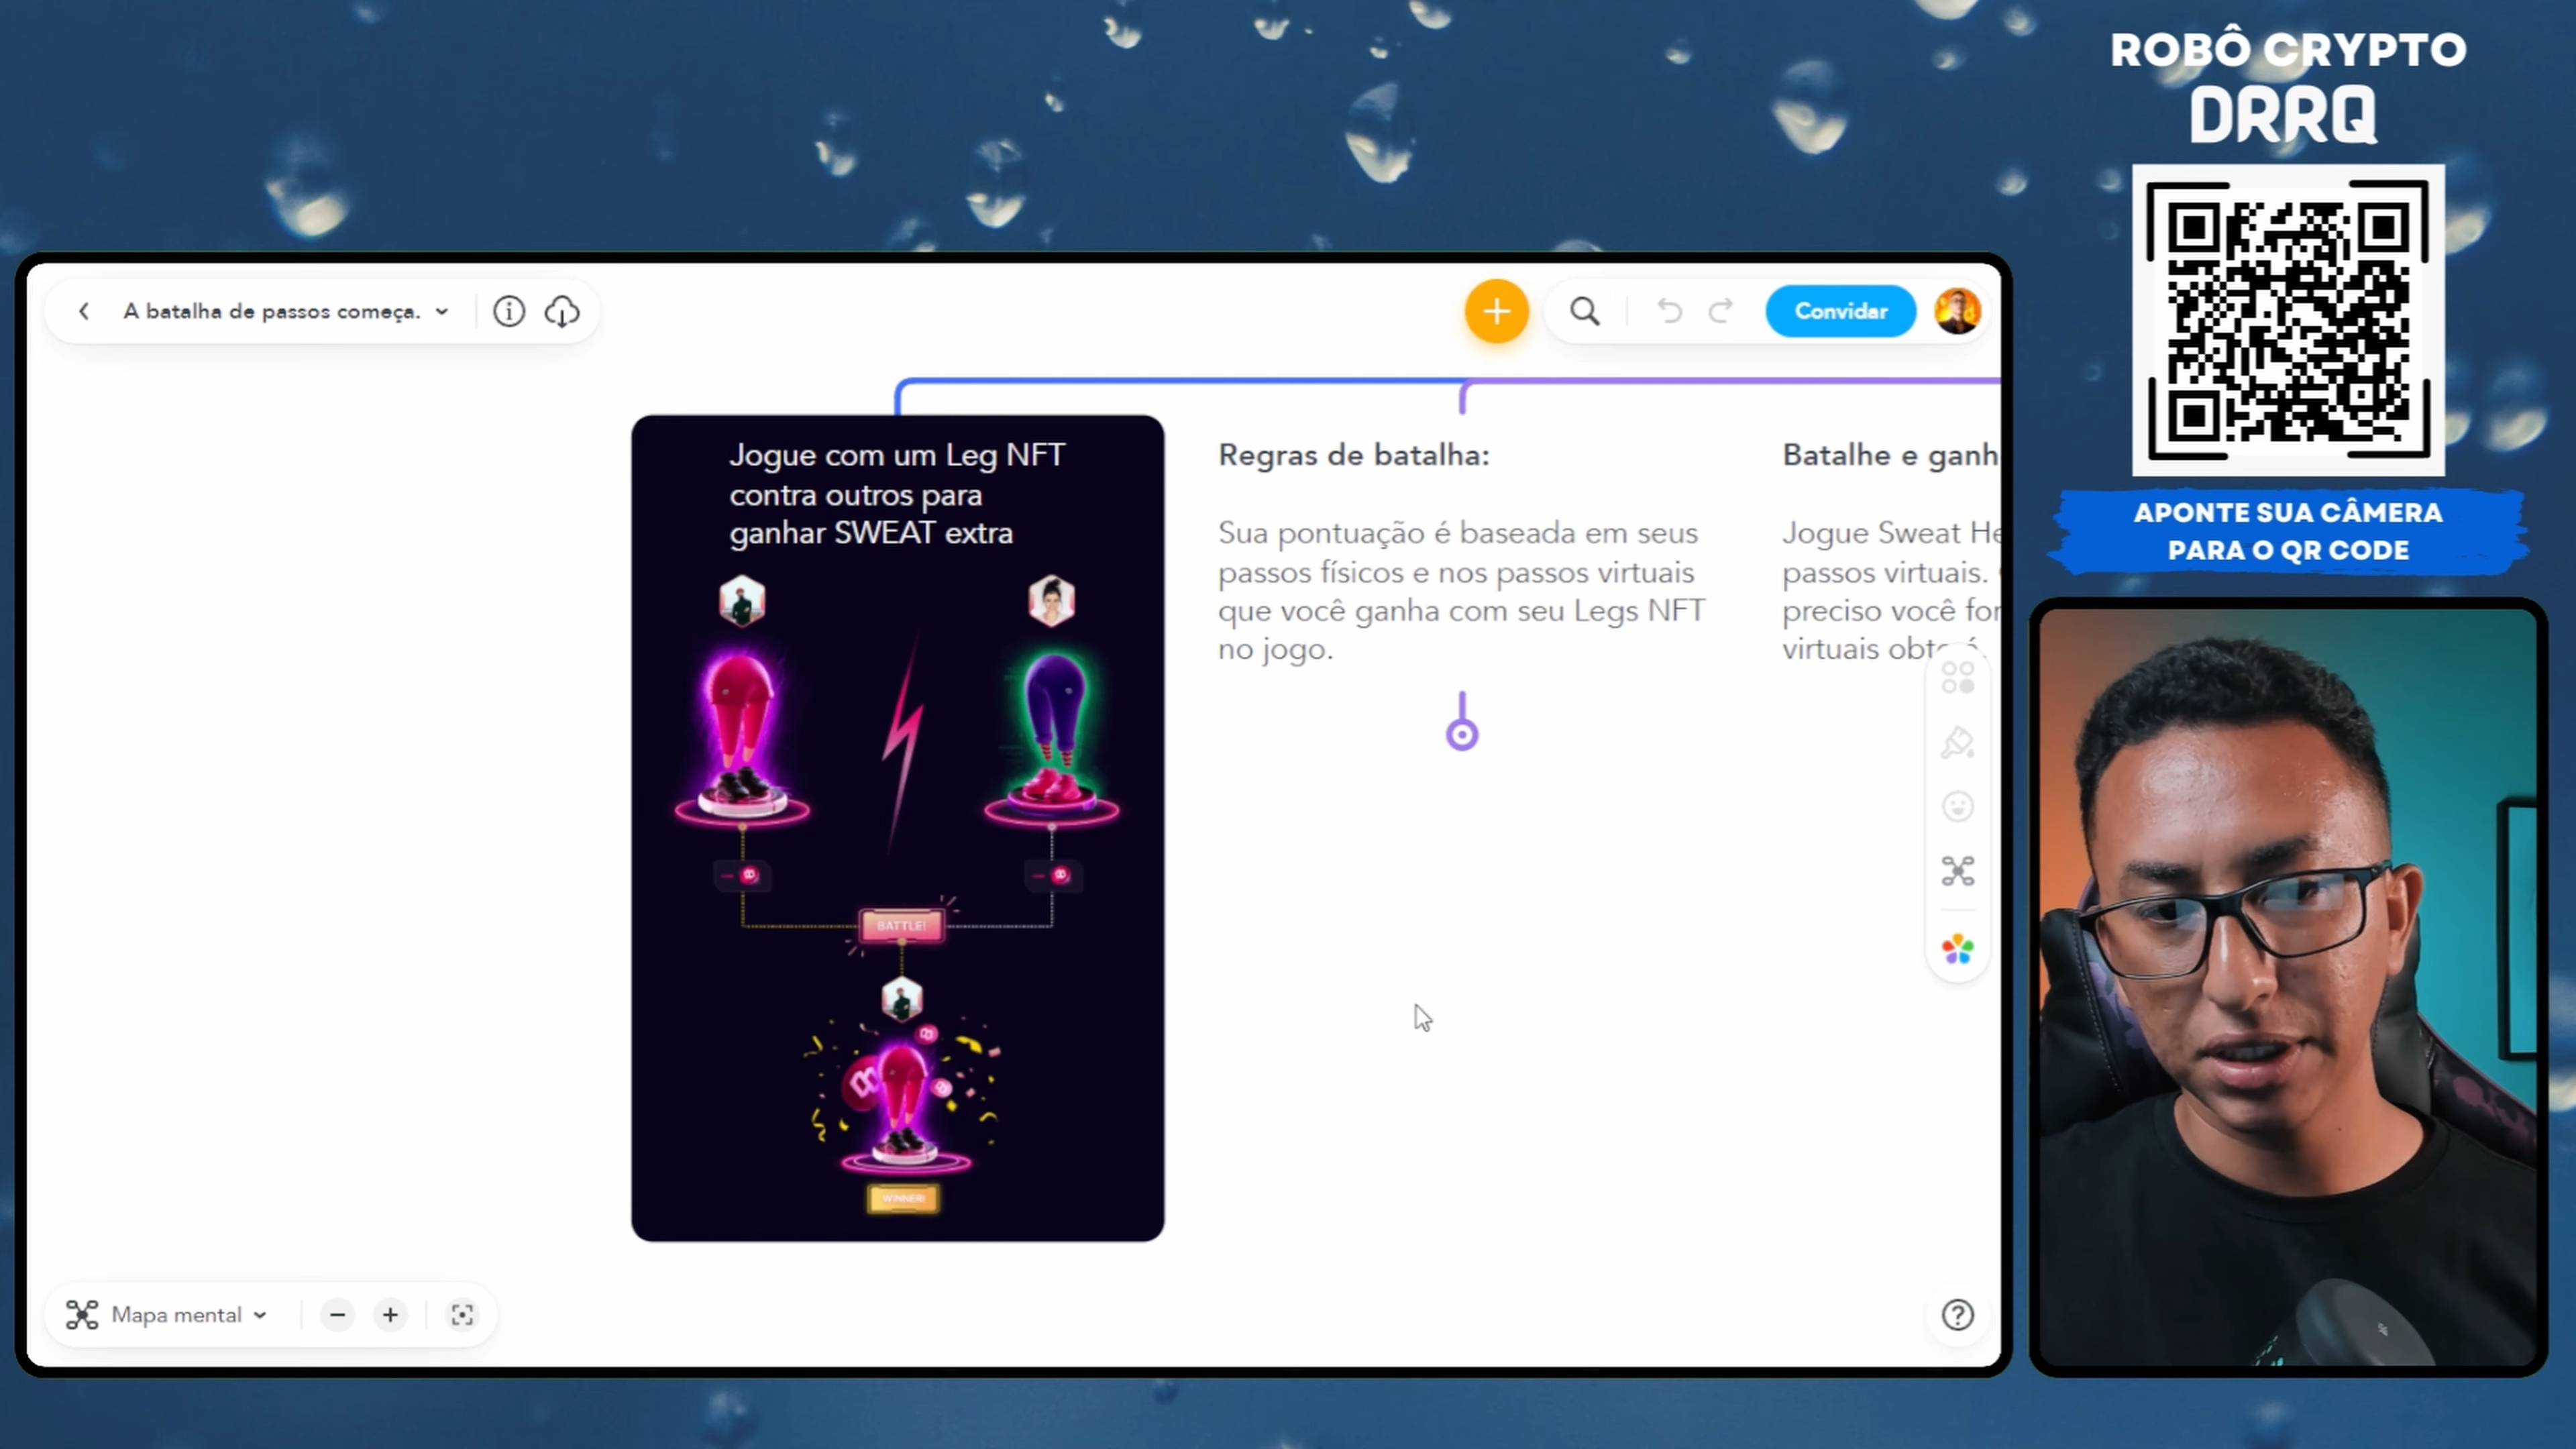 ROBÔ CRYPTO
DRRQ
APONTE SUA CÂMERA
PARA O QR CODE
A batalha de passos começa.
Convidar
Jogue com um Leg NFT
contra outros para
ganhar SWEAT extra
BATTLE!
WINNER!
Regras de batalha:
Sua pontuação é baseada em seus
passos físicos e nos passos virtuais
que você ganha com seu Legs NFT
no jogo.
Batalhe e ganh
Jogue Sweat He
passos virtuais.
preciso você for
virtuais
Mapa mental